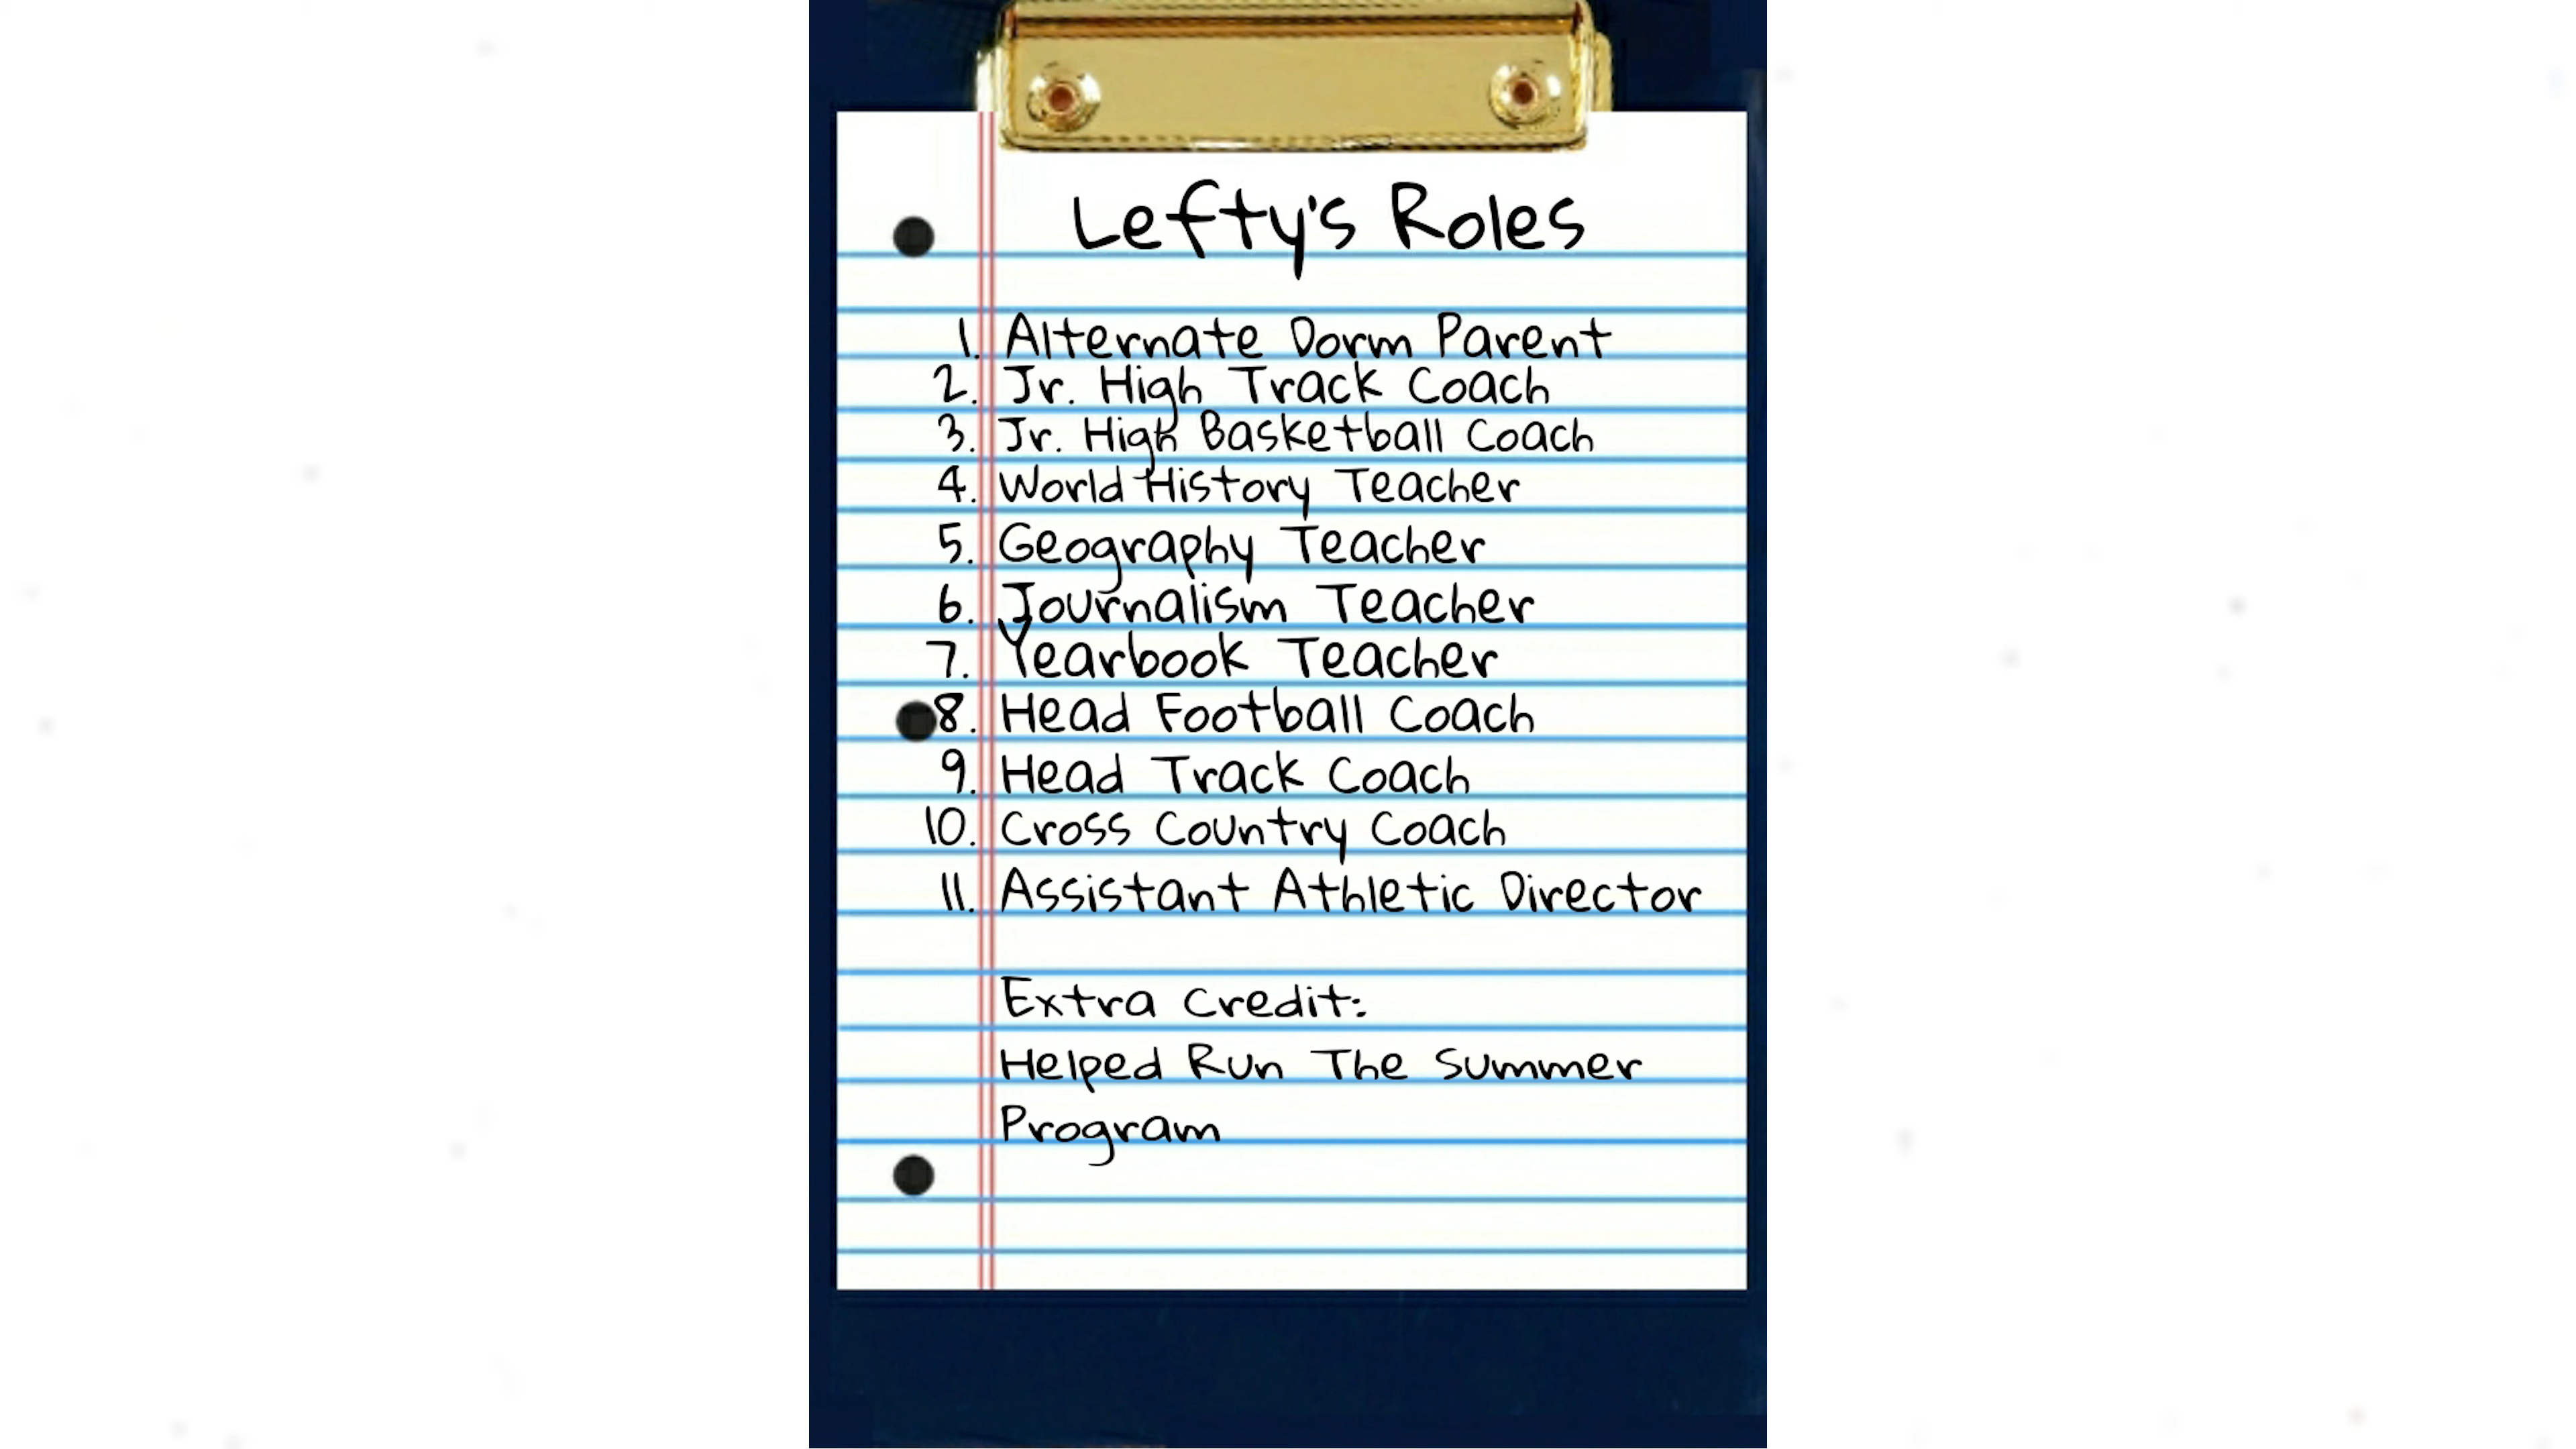 Lefty's Roles
1. Alternate Dorm Parent
2. Jr. High Track Coach
3. Jr. High Basketball Coach
4. World History Teacher
5. Geography Teacher
6. Journalism Teacher
7. Yearbook Teacher
8. Head Football Coach
9. Head Track Coach
10. Cross Country Coach
11. Assistant Athletic Director
Extra Credit:
Helped Run The Summer
Program